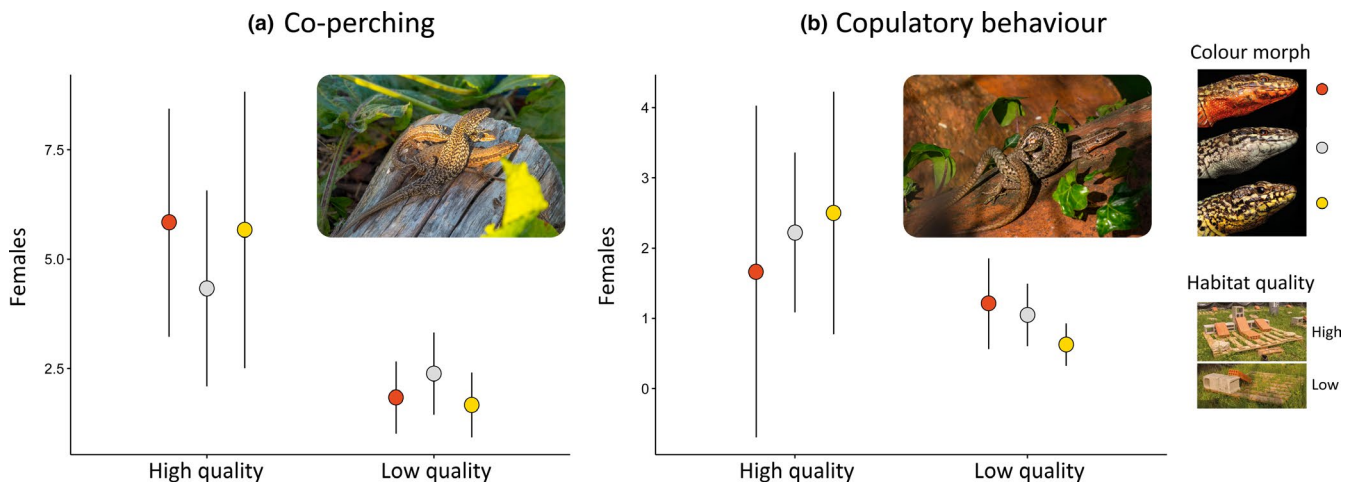 (a) Co-perching
Females
7.5
5.0
2.5
High quality
Low quality
(b) Copulatory behaviour
Females
4
3
2
1
0
High quality
Low quality
Colour morph
Habitat quality
High
Low